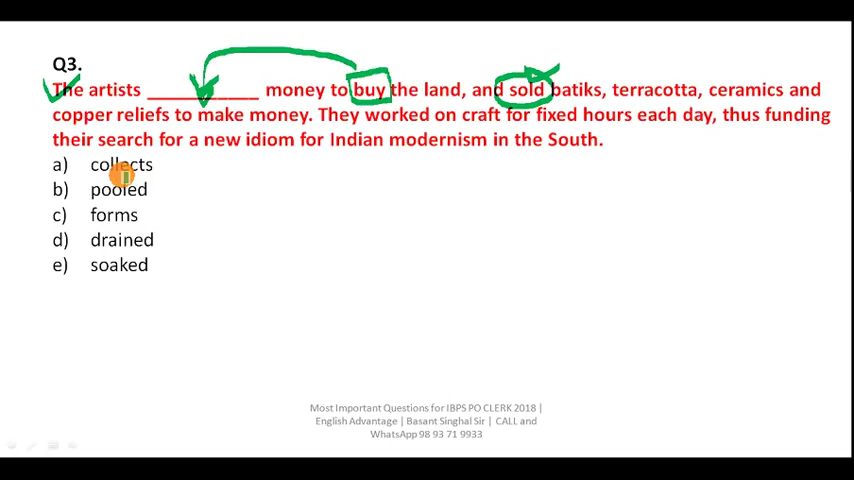 Q3.
The artists ____________ money to buy the land, and sold batiks, terracotta, ceramics and
copper reliefs to make money. They worked on craft for fixed hours each day, thus funding
their search for a new idiom for Indian modernism in the South.
a) collects
b) pooled
c) forms
d) drained
e) soaked
Most Important Questions for IBPS PO CLERK 2018 |
English Advantage | Basant Singhal Sir | CALL and
WhatsApp 98 93 71 9933